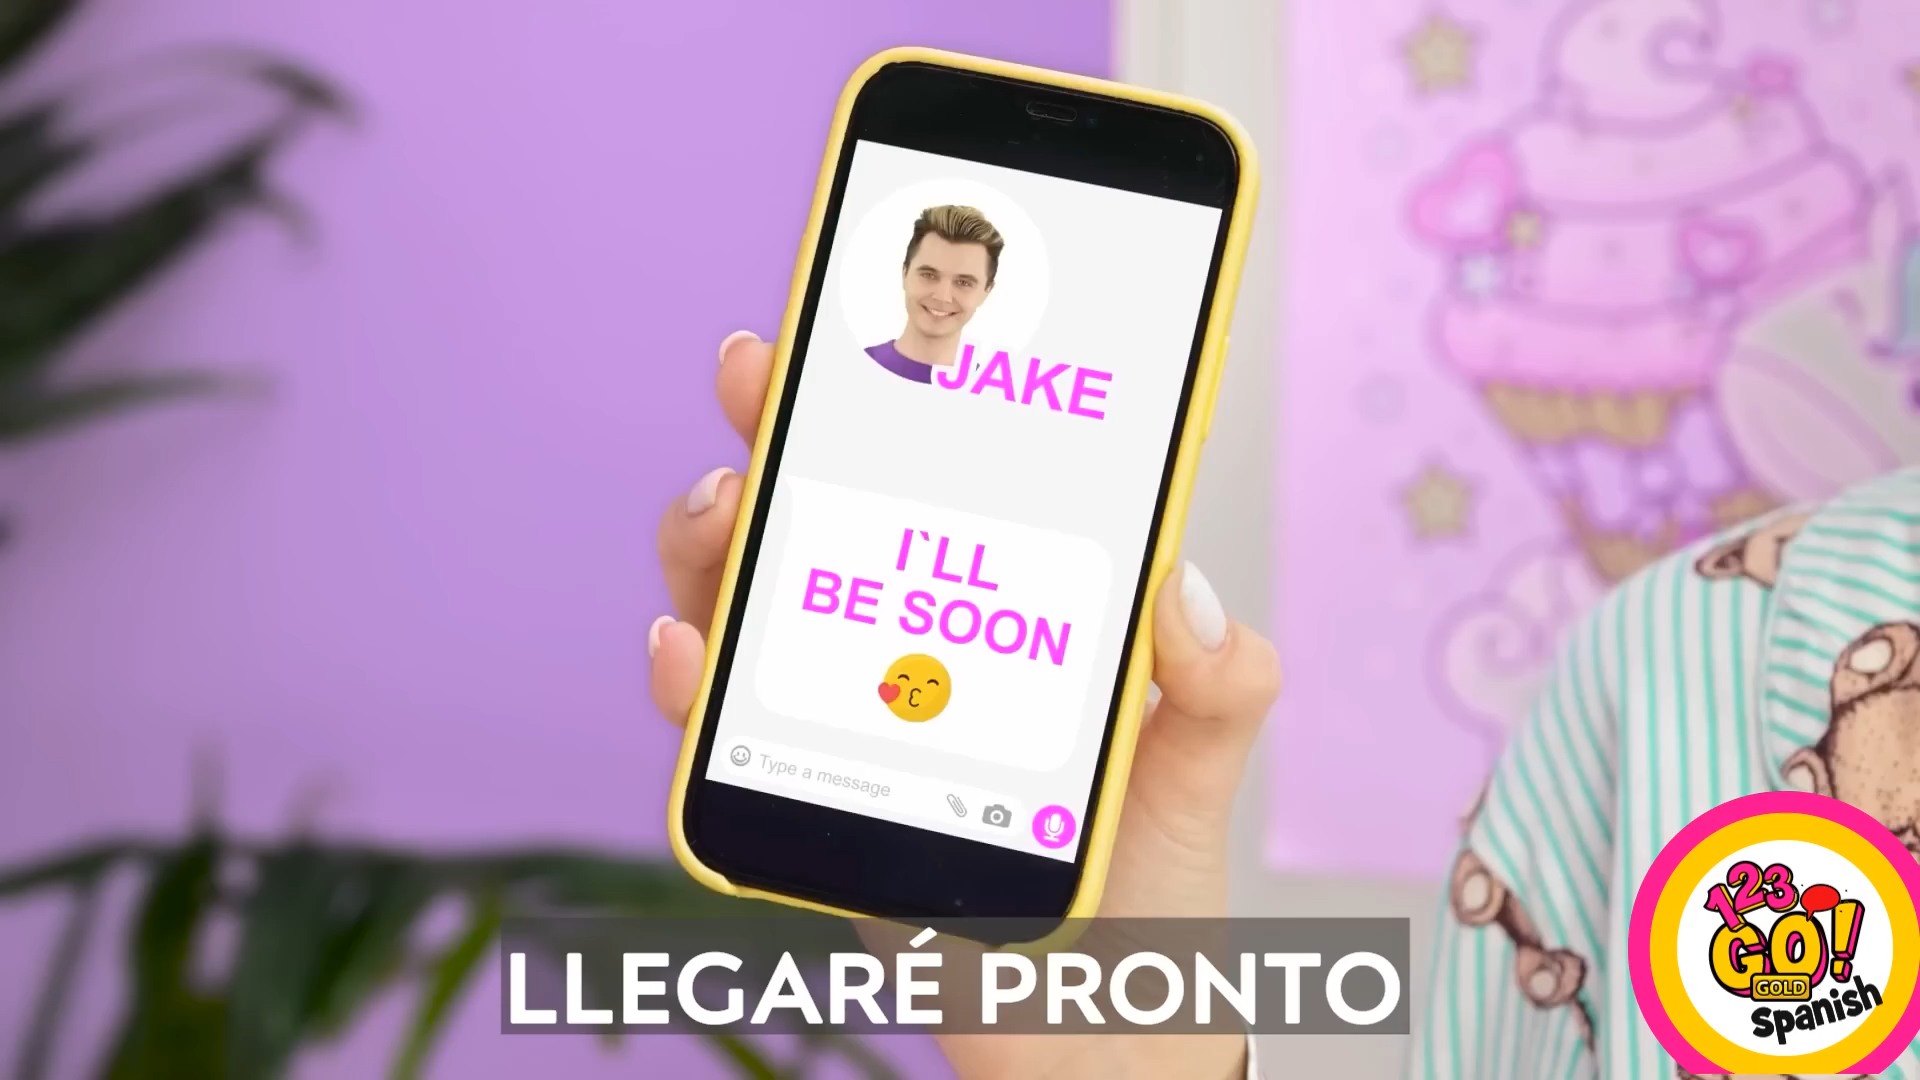 JAKE
I`LL
BE SOON
Type a message
LLEGARÉ PRONTO
123
GO!
GOLD
Spanish